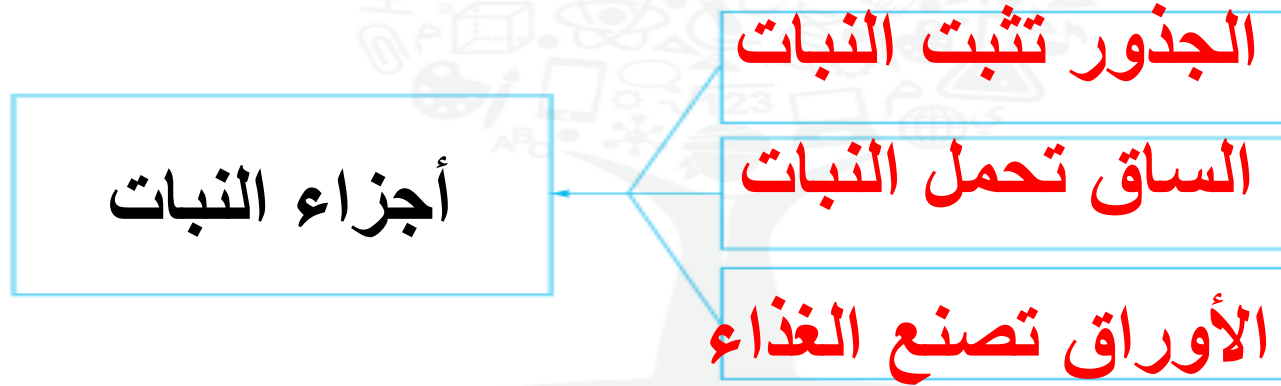 الجذور تثبت النبات
الساق تحمل النبات
أجزاء النبات
الأوراق تصنع الغذاء